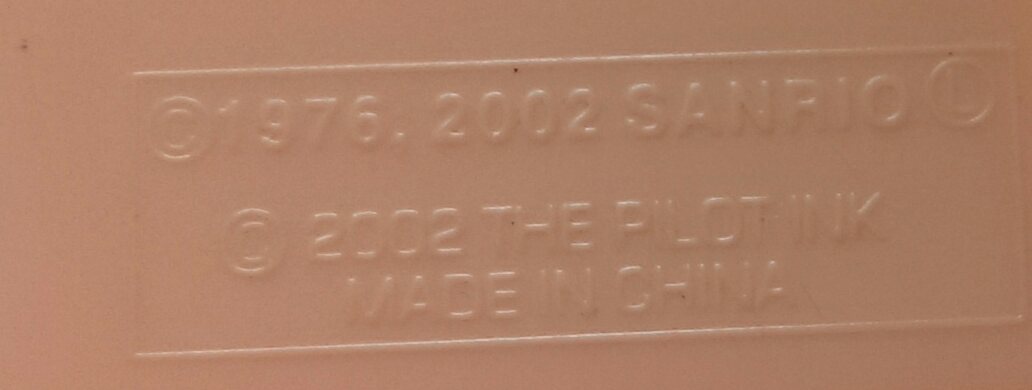 ©1976, 2002 SANRIO Ⓛ
© 2002 THE PILOT INK
MADE IN CHINA